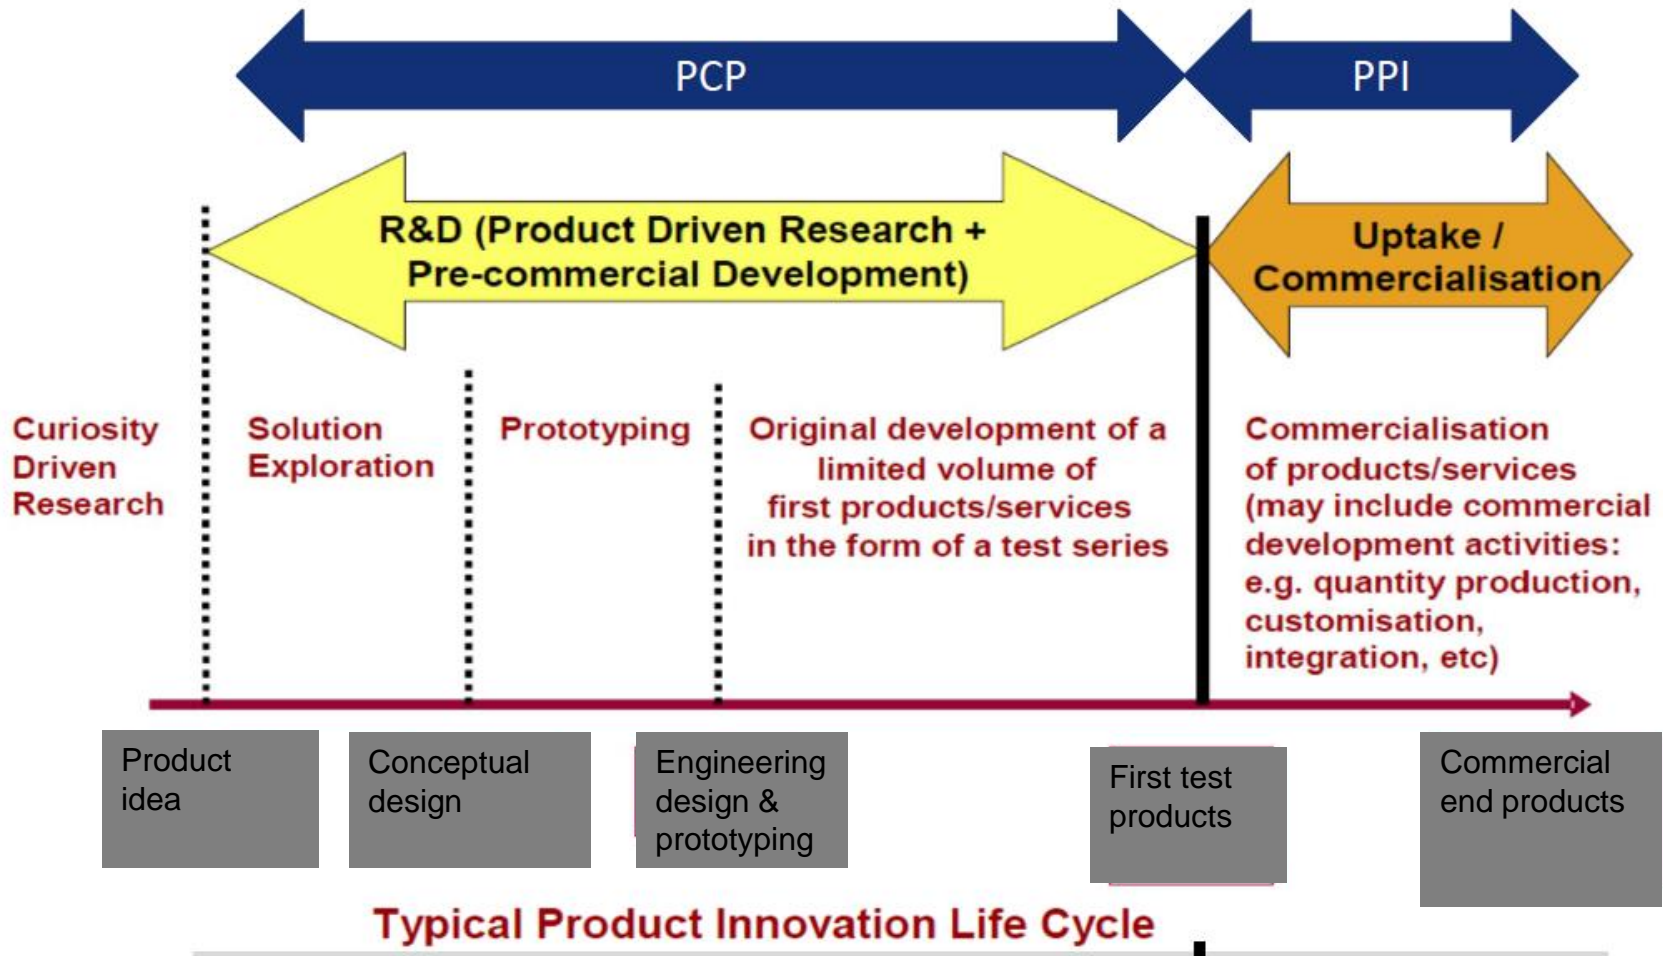 PCP
PPI
R&D (Product Driven Research +
Pre-commercial Development)
Uptake /
Commercialisation
Curiosity
Driven
Research
Solution
Exploration
Prototyping
Original development of a
limited volume of
first products/services
in the form of a test series
Commercialisation
of products/services
(may include commercial
development activities:
e.g. quantity production,
customisation,
integration, etc)
Product
idea
Conceptual
design
Engineering
design &
prototyping
First test
products
Commercial
end products
Typical Product Innovation Life Cycle